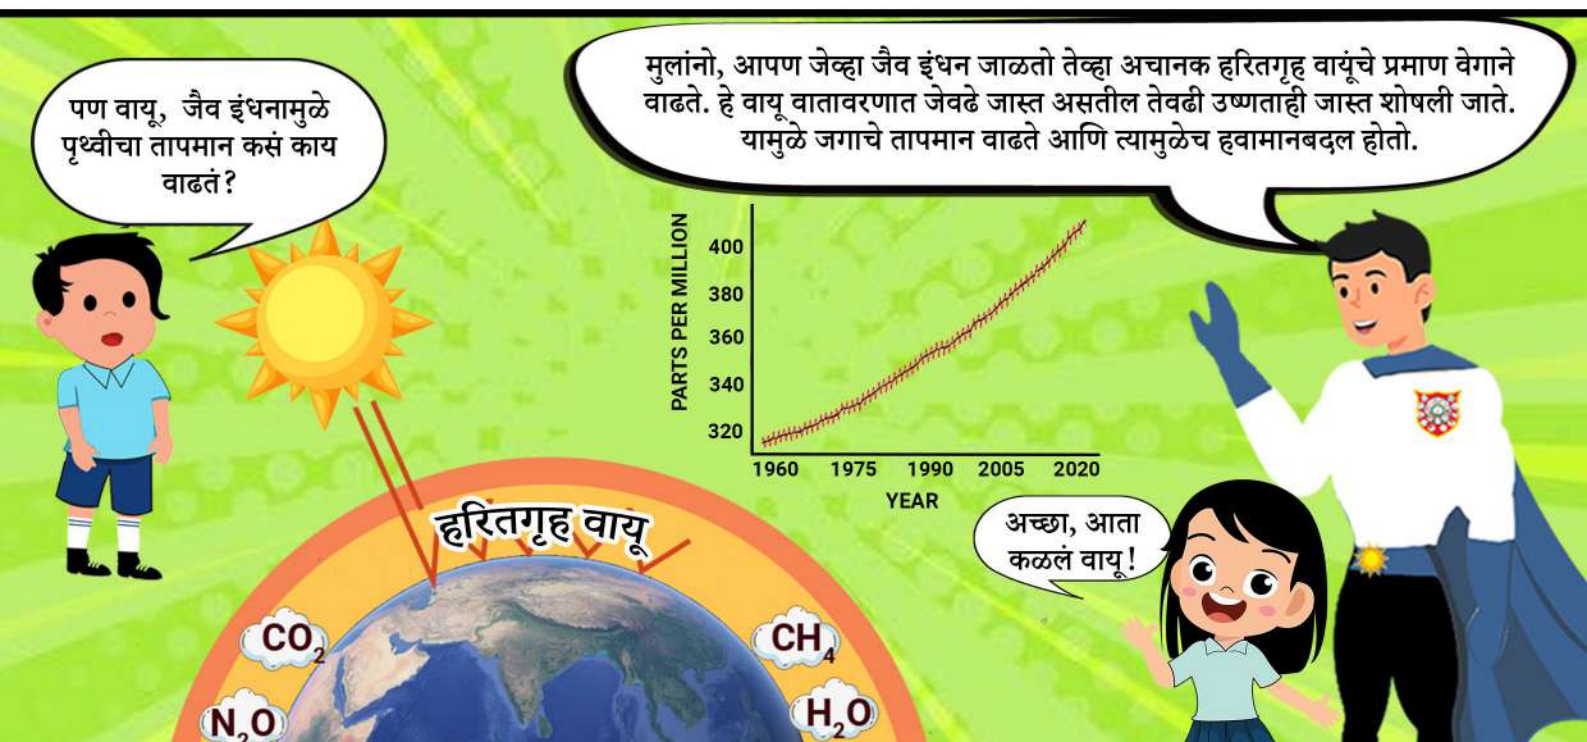 पण वायू, जैव इंधनामुळे
पृथ्वीचा तापमान कसं काय
वाढतं?
मुलांनो, आपण जेव्हा जैव इंधन जाळतो तेव्हा अचानक हरितगृह वायूंचे प्रमाण वेगाने
वाढते. हे वायू वातावरणात जेवढे जास्त असतील तेवढी उष्णताही जास्त शोषली जाते.
यामुळे जगाचे तापमान वाढते आणि त्यामुळेच हवामानबदल होतो.
PARTS PER MILLION
400
380
360
340
320
1960 1975 1990 2005 2020
YEAR
अच्छा, आता
कळलं वायू!
हरितगृह वायू
CO₂
CH₄
N₂O
H₂O